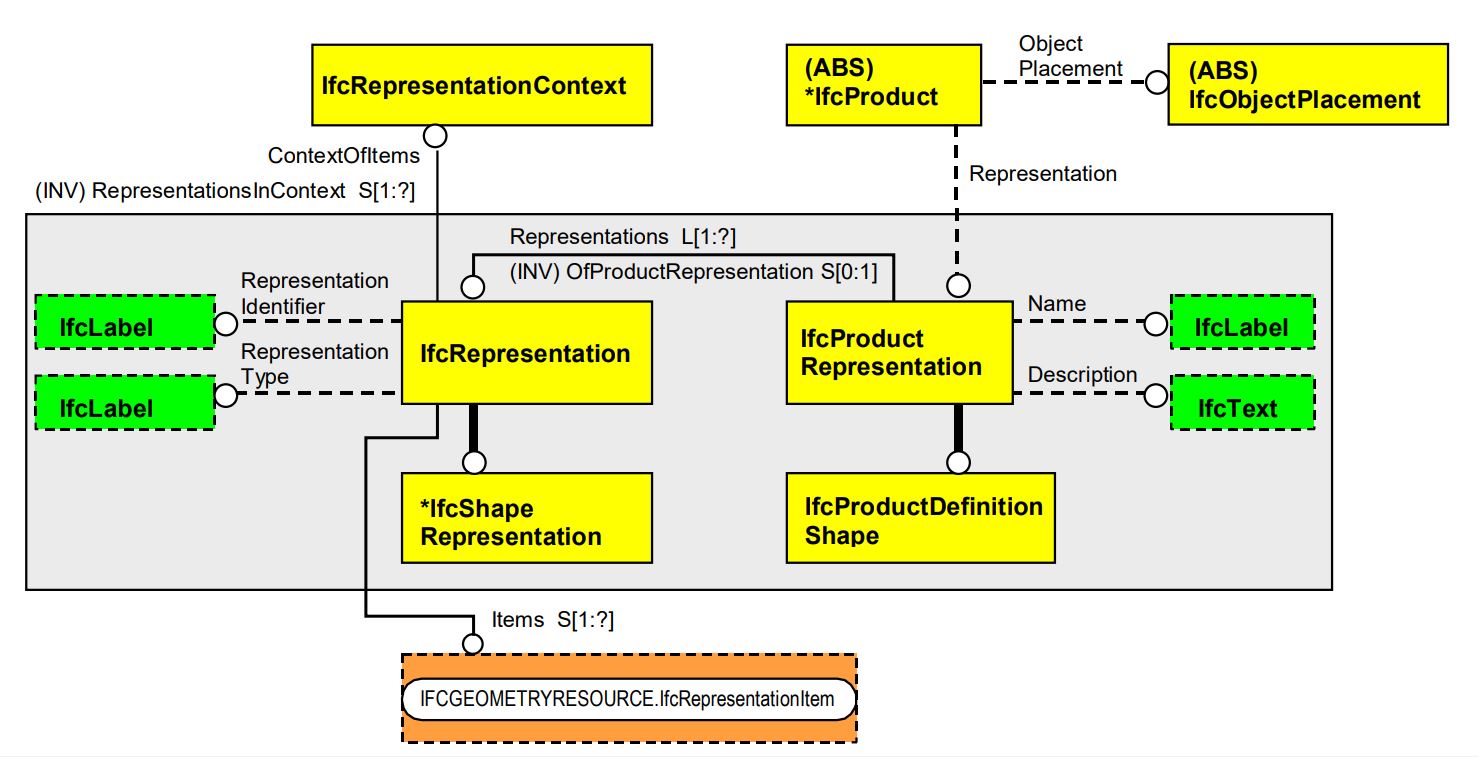 IfcRepresentationContext
(ABS)
*IfcProduct
Object
Placement
(ABS)
IfcObjectPlacement
ContextOfItems
(INV) RepresentationsInContext S[1:?]
Representation
Representations L[1:?]
(INV) OfProductRepresentation S[0:1]
Representation
Identifier
IfcLabel
Representation
Type
IfcLabel
IfcRepresentation
IfcProduct
Representation
Name
IfcLabel
Description
IfcText
*IfcShape
Representation
IfcProductDefinition
Shape
Items S[1:?]
IFCGEOMETRYRESOURCE.IfcRepresentationItem